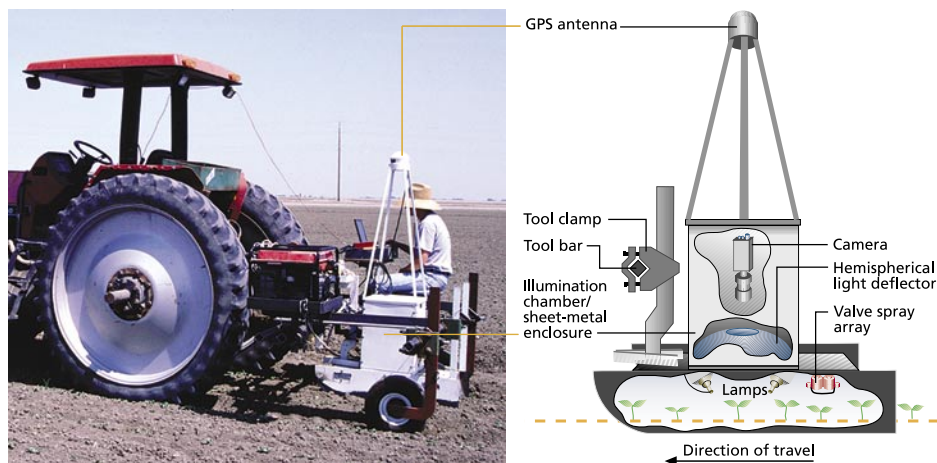 GPS antenna
Tool clamp
Tool bar
Illumination
chamber/
sheet-metal
enclosure
Camera
Hemispherical
light deflector
Valve spray
array
Lamps
Direction of travel